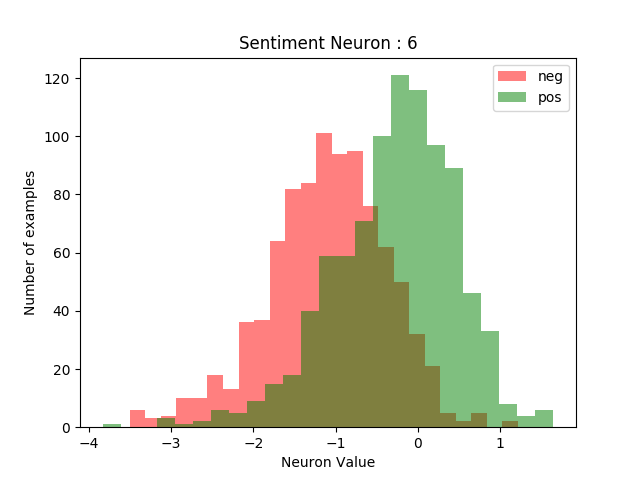 Sentiment Neuron : 6
neg
pos
Number of examples
120
100
80
60
40
20
0
−4 −3 −2 −1 0 1
Neuron Value